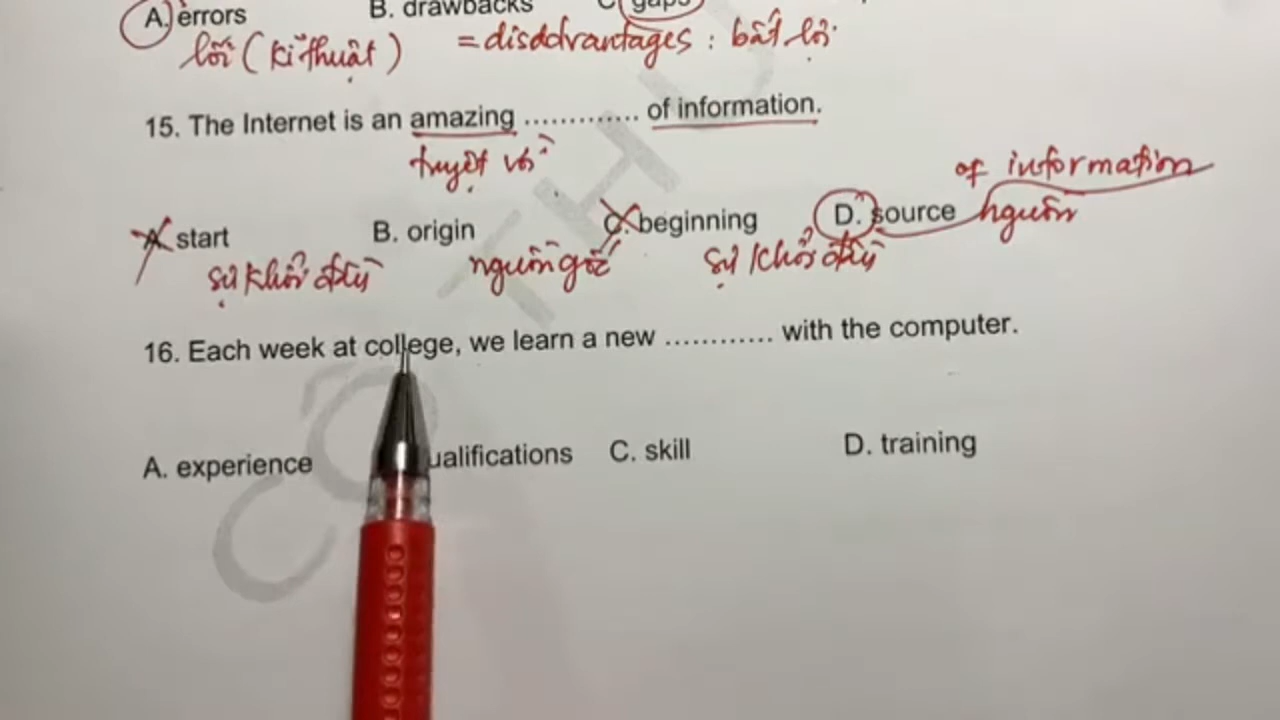 A. errors B. drawbacks C. gaps
lỗi (kĩ thuật) = disadvantages : bất lợi
15. The Internet is an amazing ............. of information.
tuyệt vời
of information
A. start B. origin C. beginning D. source nguồn
sự khởi đầu nguồn gốc sự khởi đầu
16. Each week at college, we learn a new ............ with the computer.
A. experience ualifications C. skill D. training
CÔ THU